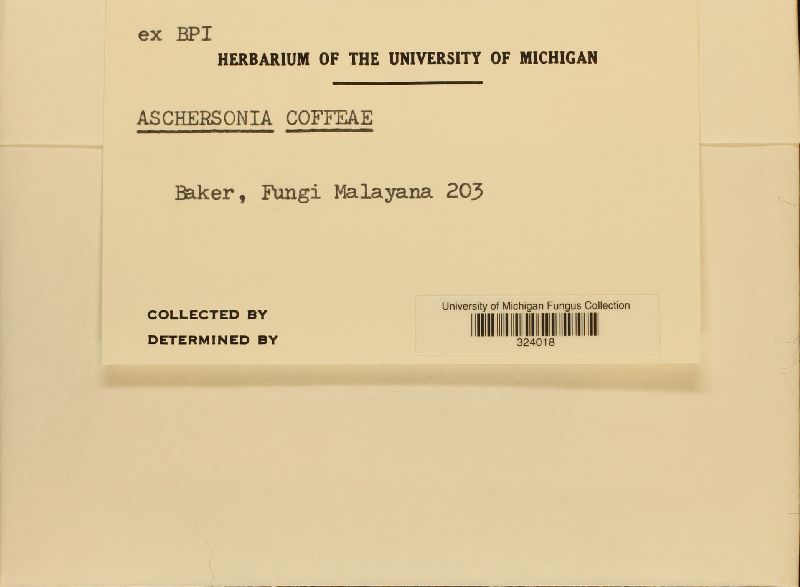 ex BPI
HERBARIUM OF THE UNIVERSITY OF MICHIGAN
ASCHERSONIA COFFEAE
Baker, Fungi Malayana 203
COLLECTED BY
DETERMINED BY
University of Michigan Fungus Collection
324018